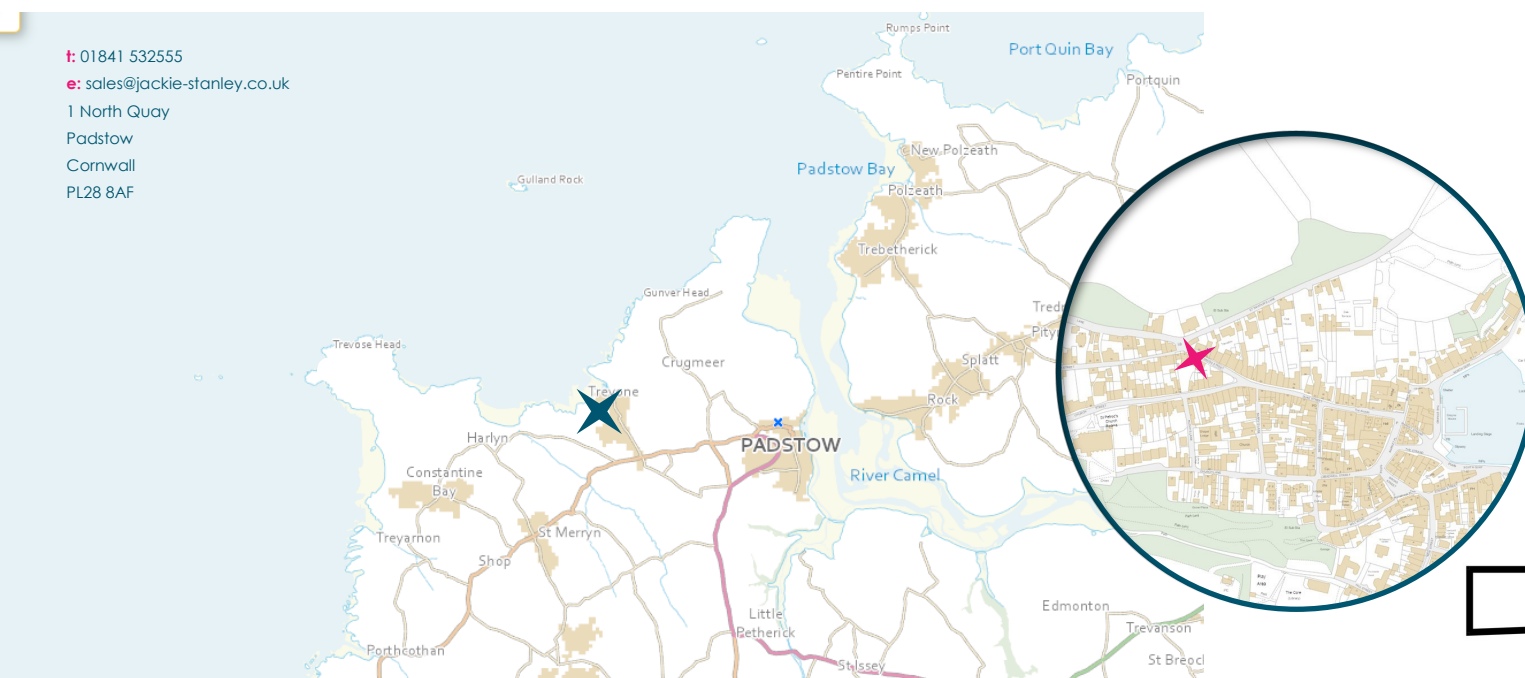 t: 01841 532555
e: sales@jackie-stanley.co.uk
1 North Quay
Padstow
Cornwall
PL28 8AF
Rumps Point
Port Quin Bay
Pentire Point
Portquin
New Polzeath
Padstow Bay
Gulland Rock
Polzeath
Trebetherick
Gunver Head
Trevose Head
Crugmeer
Splatt
Trevone
Rock
Harlyn
PADSTOW
Constantine
Bay
River Camel
Treyarnon
St Merryn
Shop
Little
Petherick
Edmonton
Trevanson
Porthcothan
St Issey